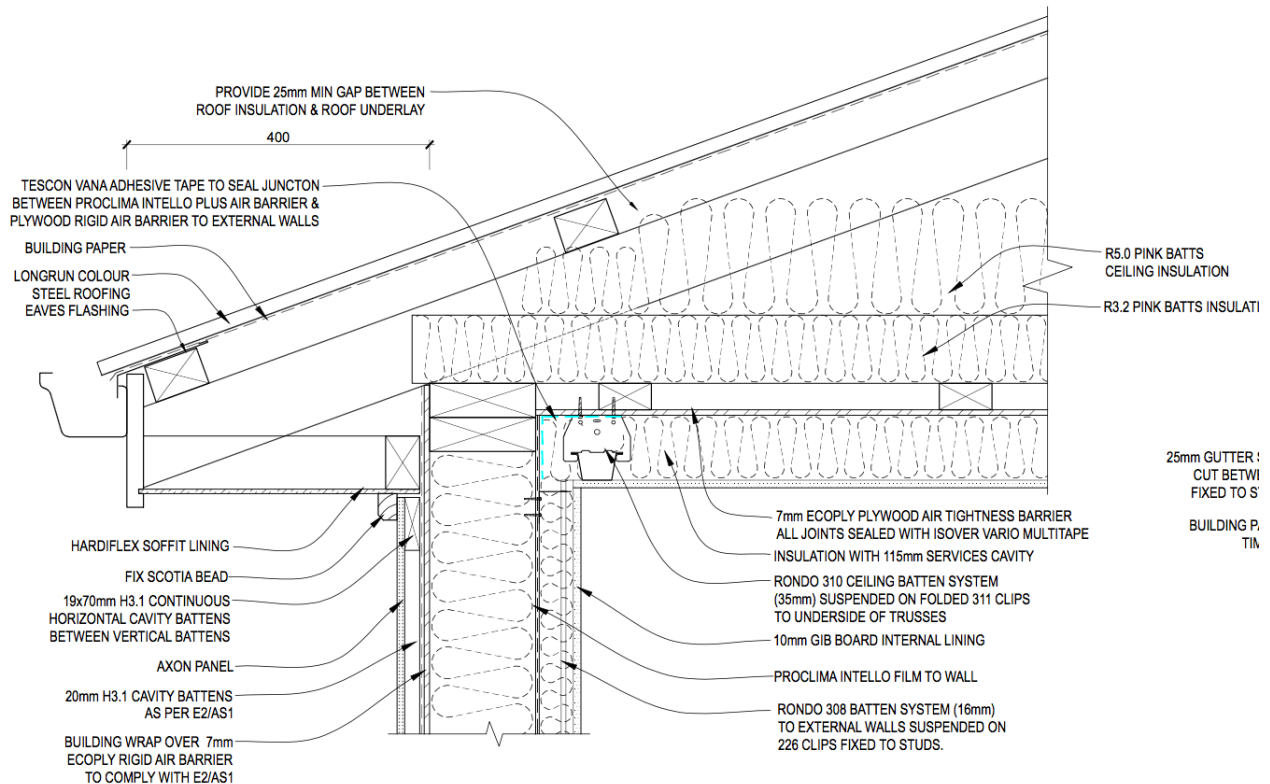 PROVIDE 25mm MIN GAP BETWEEN
ROOF INSULATION & ROOF UNDERLAY
400
TESCON VANA ADHESIVE TAPE TO SEAL JUNCTON
BETWEEN PROCLIMA INTELLO PLUS AIR BARRIER &
PLYWOOD RIGID AIR BARRIER TO EXTERNAL WALLS
BUILDING PAPER
LONGRUN COLOUR
STEEL ROOFING
EAVES FLASHING
HARDIFLEX SOFFIT LINING
FIX SCOTIA BEAD
19x70mm H3.1 CONTINUOUS
HORIZONTAL CAVITY BATTENS
BETWEEN VERTICAL BATTENS
AXON PANEL
20mm H3.1 CAVITY BATTENS
AS PER E2/AS1
BUILDING WRAP OVER 7mm
ECOPLY RIGID AIR BARRIER
TO COMPLY WITH E2/AS1
R5.0 PINK BATTS
CEILING INSULATION
R3.2 PINK BATTS INSULATI
7mm ECOPLY PLYWOOD AIR TIGHTNESS BARRIER
ALL JOINTS SEALED WITH ISOVER VARIO MULTITAPE
INSULATION WITH 115mm SERVICES CAVITY
RONDO 310 CEILING BATTEN SYSTEM
(35mm) SUSPENDED ON FOLDED 311 CLIPS
TO UNDERSIDE OF TRUSSES
10mm GIB BOARD INTERNAL LINING
PROCLIMA INTELLO FILM TO WALL
RONDO 308 BATTEN SYSTEM (16mm)
TO EXTERNAL WALLS SUSPENDED ON
226 CLIPS FIXED TO STUDS.
25mm GUTTER
CUT BETW
FIXED TO S
BUILDING P
TI